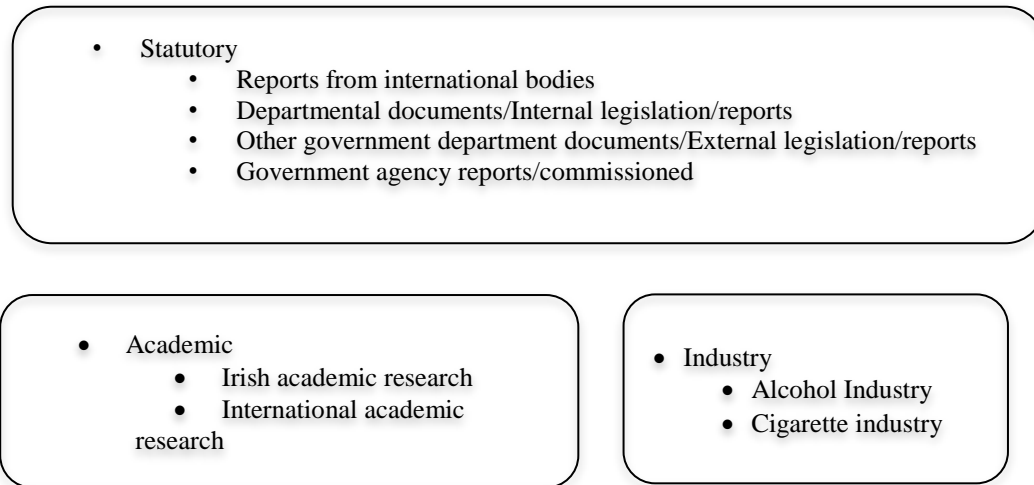 • Statutory
• Reports from international bodies
• Departmental documents/Internal legislation/reports
• Other government department documents/External legislation/reports
• Government agency reports/commissioned
• Academic
• Irish academic research
• International academic
research
• Industry
• Alcohol Industry
• Cigarette industry